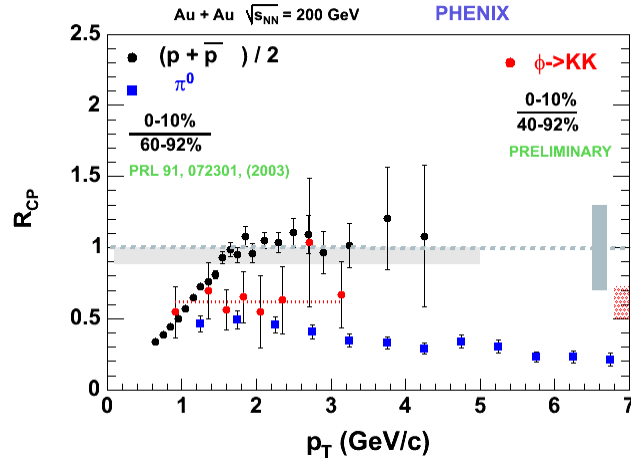 Au + Au √sNN = 200 GeV PHENIX
(p + p̅ ) / 2
π0
0-10%
60-92%
PRL 91, 072301, (2003)
ϕ->KK
0-10%
40-92%
PRELIMINARY
RCP
2.5
2
1.5
1
0.5
0
0 1 2 3 4 5 6 7
pT (GeV/c)